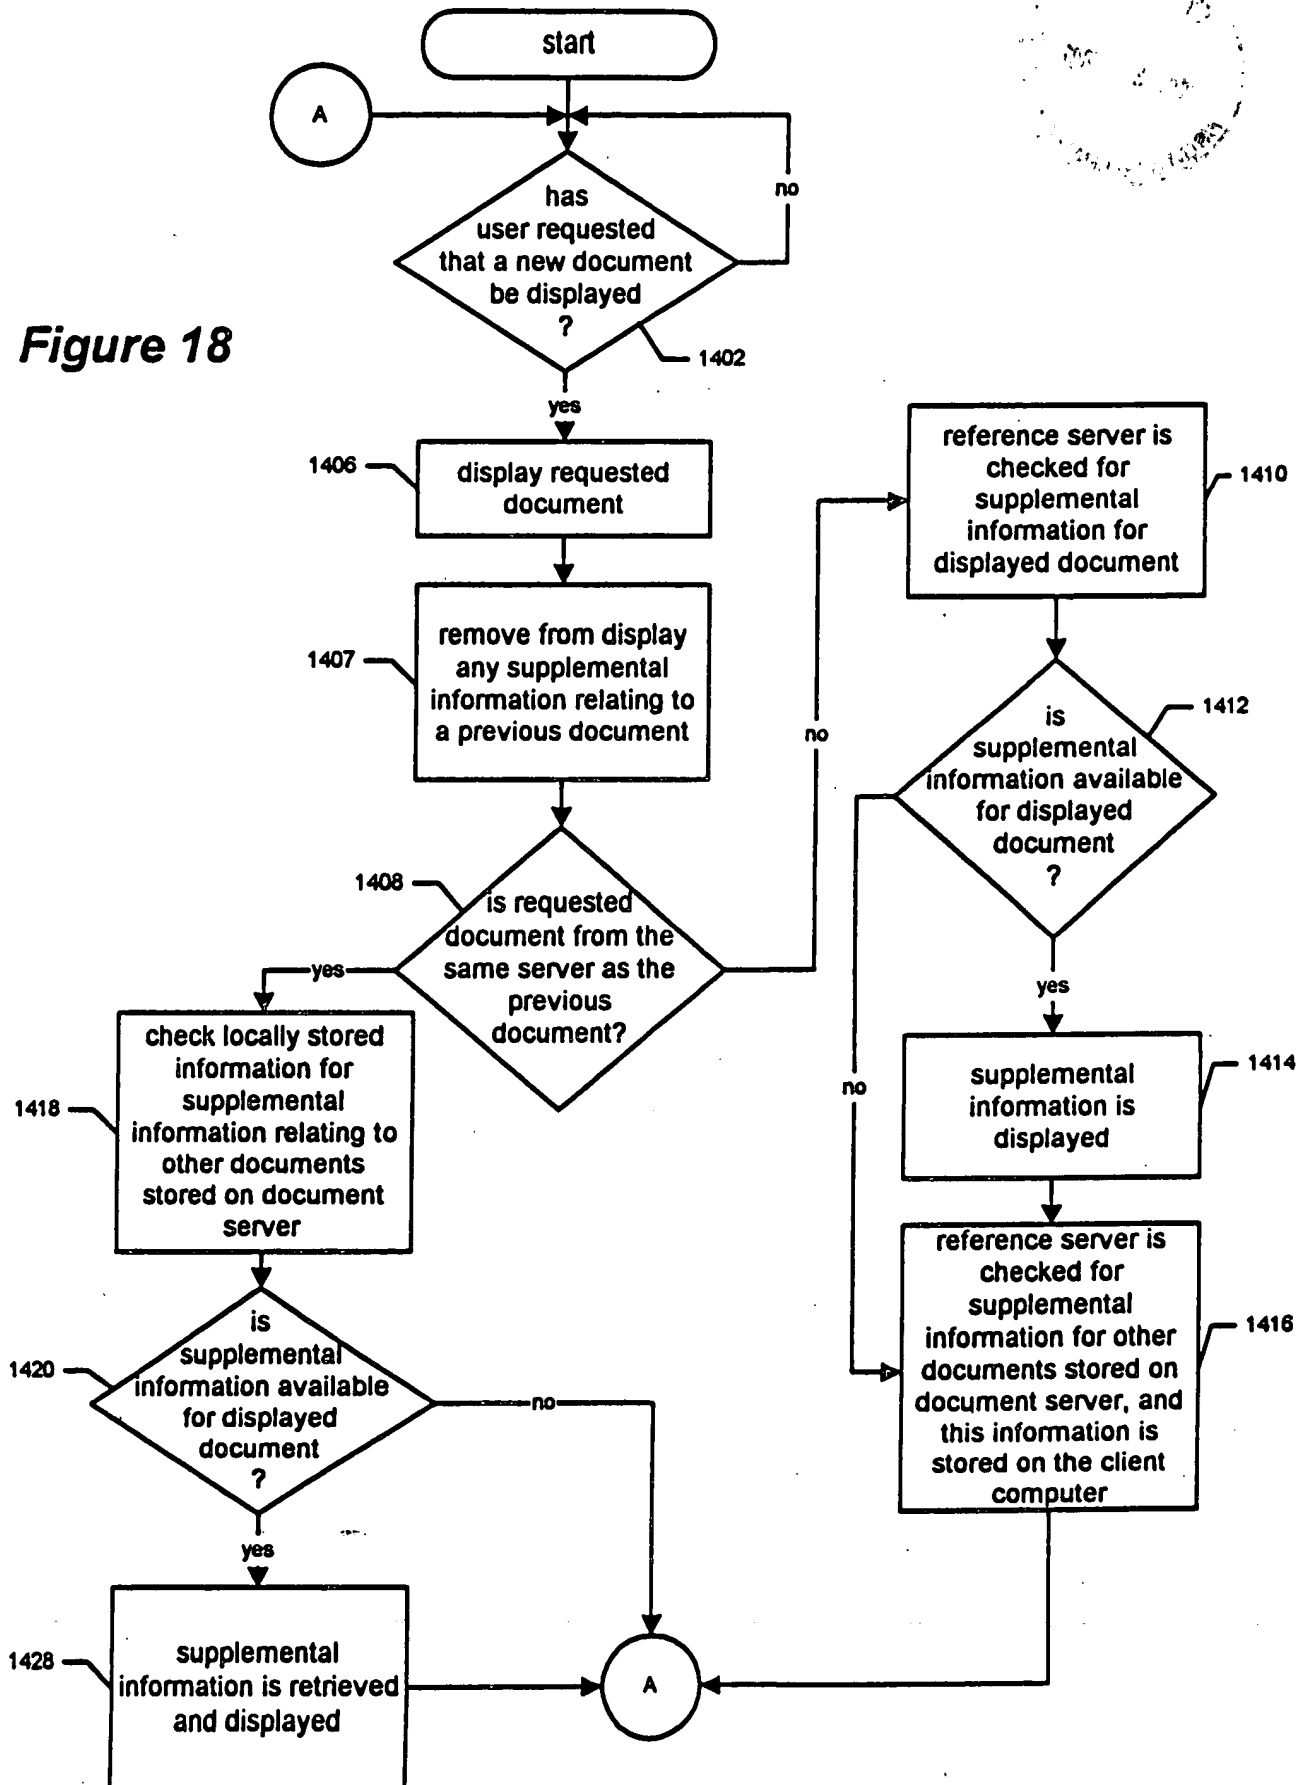 start
A
has
user requested
that a new document
be displayed
?
no
1402
Figure 18
yes
1406
display requested
document
1407
remove from display
any supplemental
information relating to
a previous document
1408
is requested
document from the
same server as the
previous
document?
yes
no
reference server is
checked for
supplemental
information for
displayed document
1410
is
supplemental
information available
for displayed
document
?
1412
yes
no
supplemental
information is
displayed
1414
reference server is
checked for
supplemental
information for other
documents stored on
document server, and
this information is
stored on the client
computer
1416
1418
check locally stored
information for
supplemental
information relating to
other documents
stored on document
server
1420
is
supplemental
information available
for displayed
document
?
no
yes
1428
supplemental
information is retrieved
and displayed
A